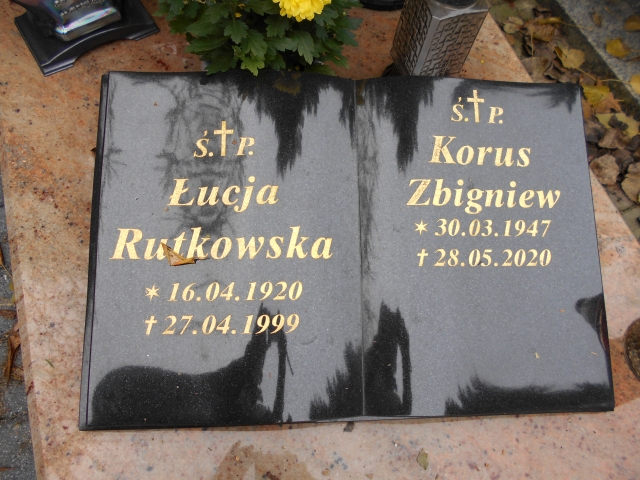 Ś.†P.
Łucja
Rutkowska
✶ 16.04.1920
† 27.04.1999
Ś.†P.
Korus
Zbigniew
✶ 30.03.1947
† 28.05.2020